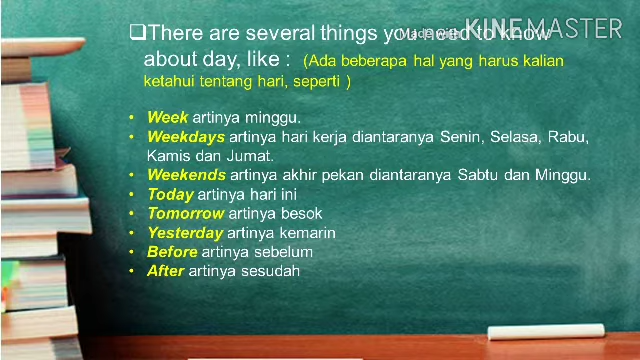 ❑There are several things you need to know
Made with KINEMASTER
about day, like : (Ada beberapa hal yang harus kalian
ketahui tentang hari, seperti )
• Week artinya minggu.
• Weekdays artinya hari kerja diantaranya Senin, Selasa, Rabu,
Kamis dan Jumat.
• Weekends artinya akhir pekan diantaranya Sabtu dan Minggu.
• Today artinya hari ini
• Tomorrow artinya besok
• Yesterday artinya kemarin
• Before artinya sebelum
• After artinya sesudah